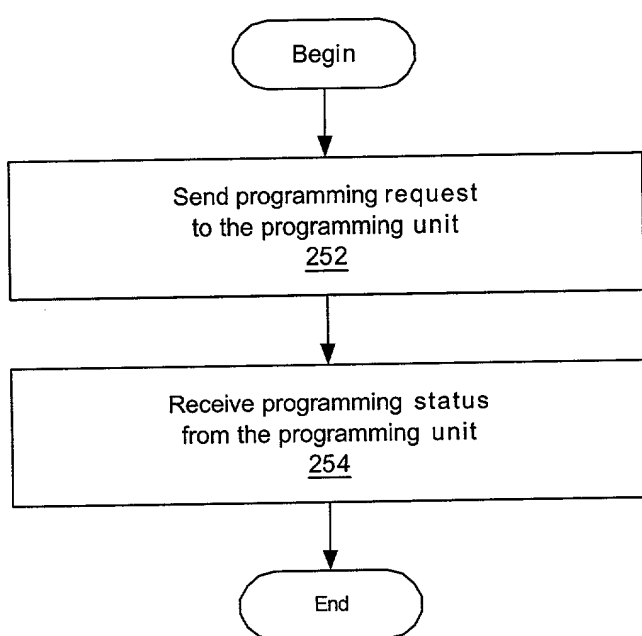 Begin
Send programming request
to the programming unit
252
Receive programming status
from the programming unit
254
End